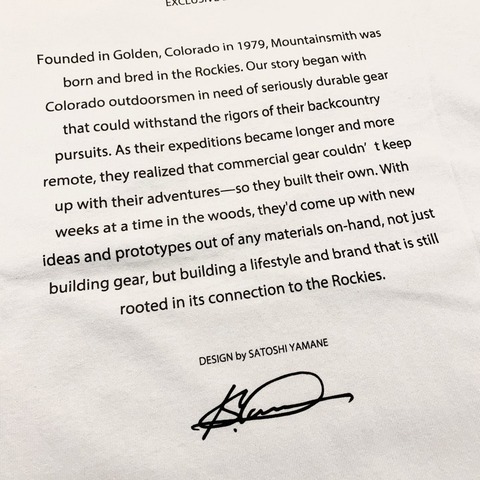 Founded in Golden, Colorado in 1979, Mountainsmith was
born and bred in the Rockies. Our story began with
Colorado outdoorsmen in need of seriously durable gear
that could withstand the rigors of their backcountry
pursuits. As their expeditions became longer and more
remote, they realized that commercial gear couldn’ t keep
up with their adventures—so they built their own. With
weeks at a time in the woods, they'd come up with new
ideas and prototypes out of any materials on-hand, not just
building gear, but building a lifestyle and brand that is still
rooted in its connection to the Rockies.
DESIGN by SATOSHI YAMANE